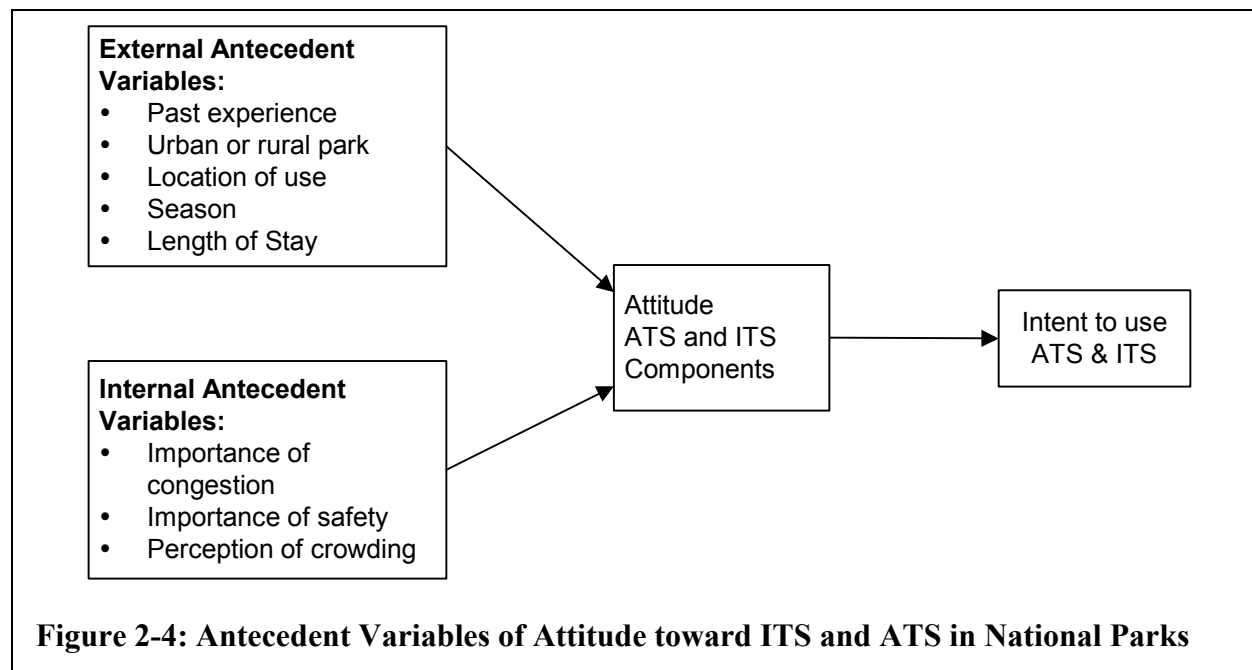 External Antecedent
Variables:
• Past experience
• Urban or rural park
• Location of use
• Season
• Length of Stay
Internal Antecedent
Variables:
• Importance of
congestion
• Importance of safety
• Perception of crowding
Attitude
ATS and ITS
Components
Intent to use
ATS & ITS
Figure 2-4: Antecedent Variables of Attitude toward ITS and ATS in National Parks